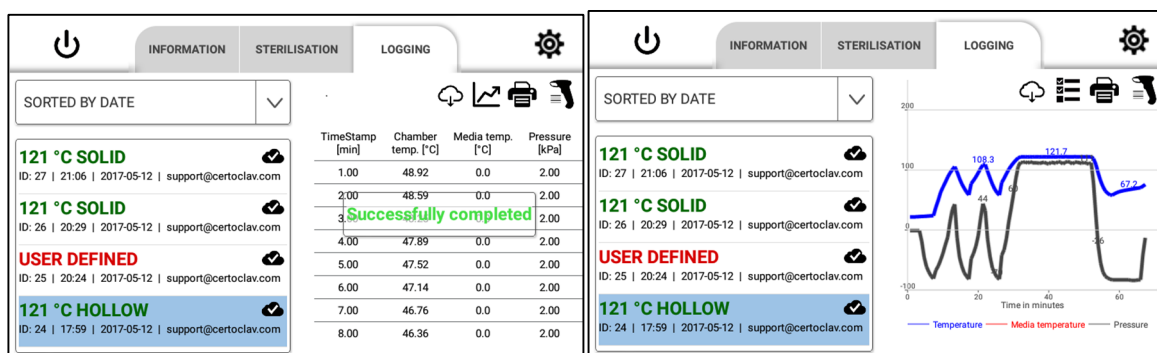 INFORMATION STERILISATION LOGGING
SORTED BY DATE
121 °C SOLID
ID: 27 | 21:06 | 2017-05-12 | support@certoclav.com
121 °C SOLID
ID: 26 | 20:29 | 2017-05-12 | support@certoclav.com
USER DEFINED
ID: 25 | 20:24 | 2017-05-12 | support@certoclav.com
121 °C HOLLOW
ID: 24 | 17:59 | 2017-05-12 | support@certoclav.com
TimeStamp Chamber Media temp. Pressure
[min] temp. [°C] [°C] [kPa]
1.00 48.92 0.0 2.00
2.00 48.59 0.0 2.00
Successfully completed
2.00
4.00 47.89 0.0 2.00
5.00 47.52 0.0 2.00
6.00 47.14 0.0 2.00
7.00 46.76 0.0 2.00
8.00 46.36 0.0 2.00
INFORMATION STERILISATION LOGGING
SORTED BY DATE
121 °C SOLID
ID: 27 | 21:06 | 2017-05-12 | support@certoclav.com
121 °C SOLID
ID: 26 | 20:29 | 2017-05-12 | support@certoclav.com
USER DEFINED
ID: 25 | 20:24 | 2017-05-12 | support@certoclav.com
121 °C HOLLOW
ID: 24 | 17:59 | 2017-05-12 | support@certoclav.com
200
108.3 121.7
100
67.2
60
44
0
-26
-100
0 20 40 60
Time in minutes
Temperature Media temperature Pressure